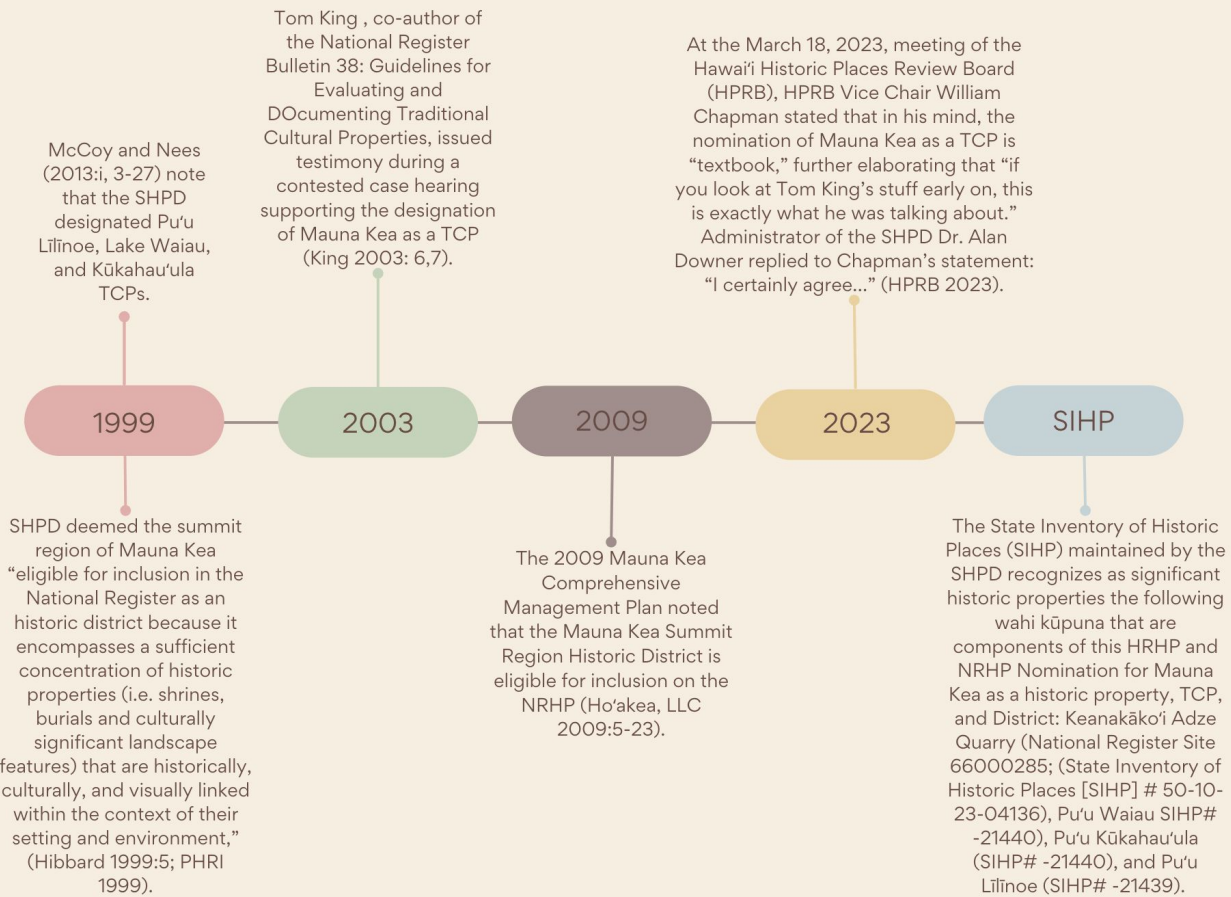 McCoy and Nees
(2013:i, 3-27) note
that the SHPD
designated Puʻu
Līlīnoe, Lake Waiau,
and Kūkahauʻula
TCPs.
1999
SHPD deemed the summit
region of Mauna Kea
“eligible for inclusion in the
National Register as an
historic district because it
encompasses a sufficient
concentration of historic
properties (i.e. shrines,
burials and culturally
significant landscape
features) that are historically,
culturally, and visually linked
within the context of their
setting and environment,”
(Hibbard 1999:5; PHRI
1999).
Tom King , co-author of
the National Register
Bulletin 38: Guidelines for
Evaluating and
DOcumenting Traditional
Cultural Properties, issued
testimony during a
contested case hearing
supporting the designation
of Mauna Kea as a TCP
(King 2003: 6,7).
2003
2009
The 2009 Mauna Kea
Comprehensive
Management Plan noted
that the Mauna Kea Summit
Region Historic District is
eligible for inclusion on the
NRHP (Hoʻakea, LLC
2009:5-23).
At the March 18, 2023, meeting of the
Hawaiʻi Historic Places Review Board
(HPRB), HPRB Vice Chair William
Chapman stated that in his mind, the
nomination of Mauna Kea as a TCP is
“textbook,” further elaborating that “if
you look at Tom King’s stuff early on, this
is exactly what he was talking about.”
Administrator of the SHPD Dr. Alan
Downer replied to Chapman’s statement:
“I certainly agree...” (HPRB 2023).
2023
SIHP
The State Inventory of Historic
Places (SIHP) maintained by the
SHPD recognizes as significant
historic properties the following
wahi kūpuna that are
components of this HRHP and
NRHP Nomination for Mauna
Kea as a historic property, TCP,
and District: Keanakākoʻi Adze
Quarry (National Register Site
66000285; (State Inventory of
Historic Places [SIHP] # 50-10-
23-04136), Puʻu Waiau SIHP#
-21440), Puʻu Kūkahauʻula
(SIHP# -21440), and Puʻu
Līlīnoe (SIHP# -21439).